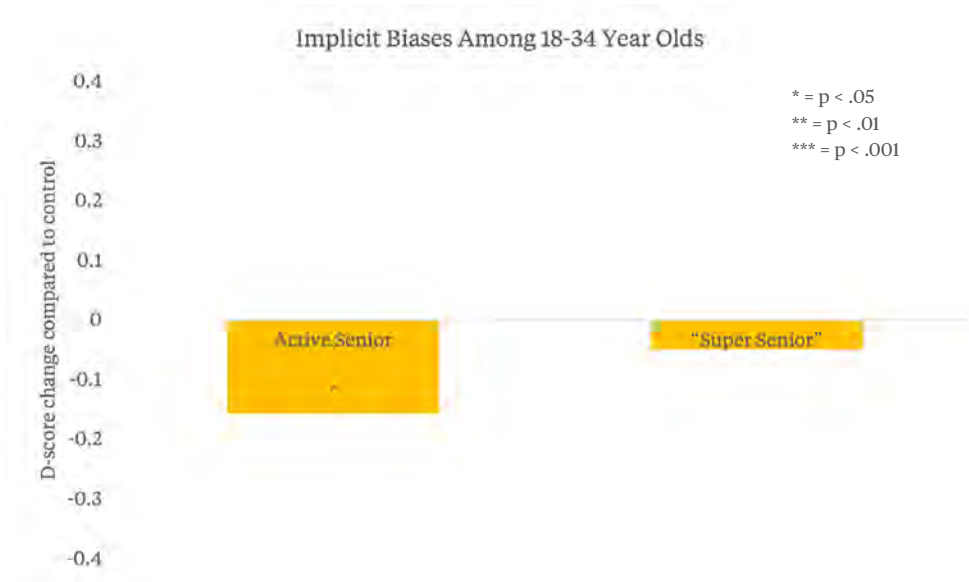 Implicit Biases Among 18-34 Year Olds
* = p < .05
** = p < .01
*** = p < .001
D-score change compared to control
0.4
0.3
0.2
0.1
0
-0.1
-0.2
-0.3
-0.4
Active Senior
“Super Senior”